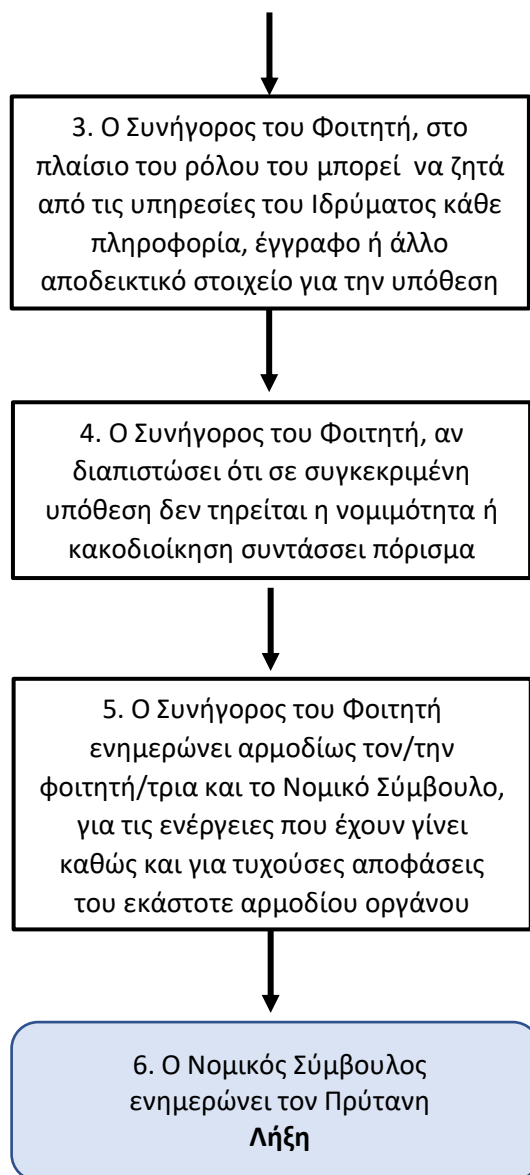 3. Ο Συνήγορος του Φοιτητή, στο
πλαίσιο του ρόλου του μπορεί να ζητά
από τις υπηρεσίες του Ιδρύματος κάθε
πληροφορία, έγγραφο ή άλλο
αποδεικτικό στοιχείο για την υπόθεση
4. Ο Συνήγορος του Φοιτητή, αν
διαπιστώσει ότι σε συγκεκριμένη
υπόθεση δεν τηρείται η νομιμότητα ή
κακοδιοίκηση συντάσσει πόρισμα
5. Ο Συνήγορος του Φοιτητή
ενημερώνει αρμοδίως τον/την
φοιτητή/τρια και το Νομικό Σύμβουλο,
για τις ενέργειες που έχουν γίνει
καθώς και για τυχούσες αποφάσεις
του εκάστοτε αρμοδίου οργάνου
6. Ο Νομικός Σύμβουλος
ενημερώνει τον Πρύτανη
Λήξη